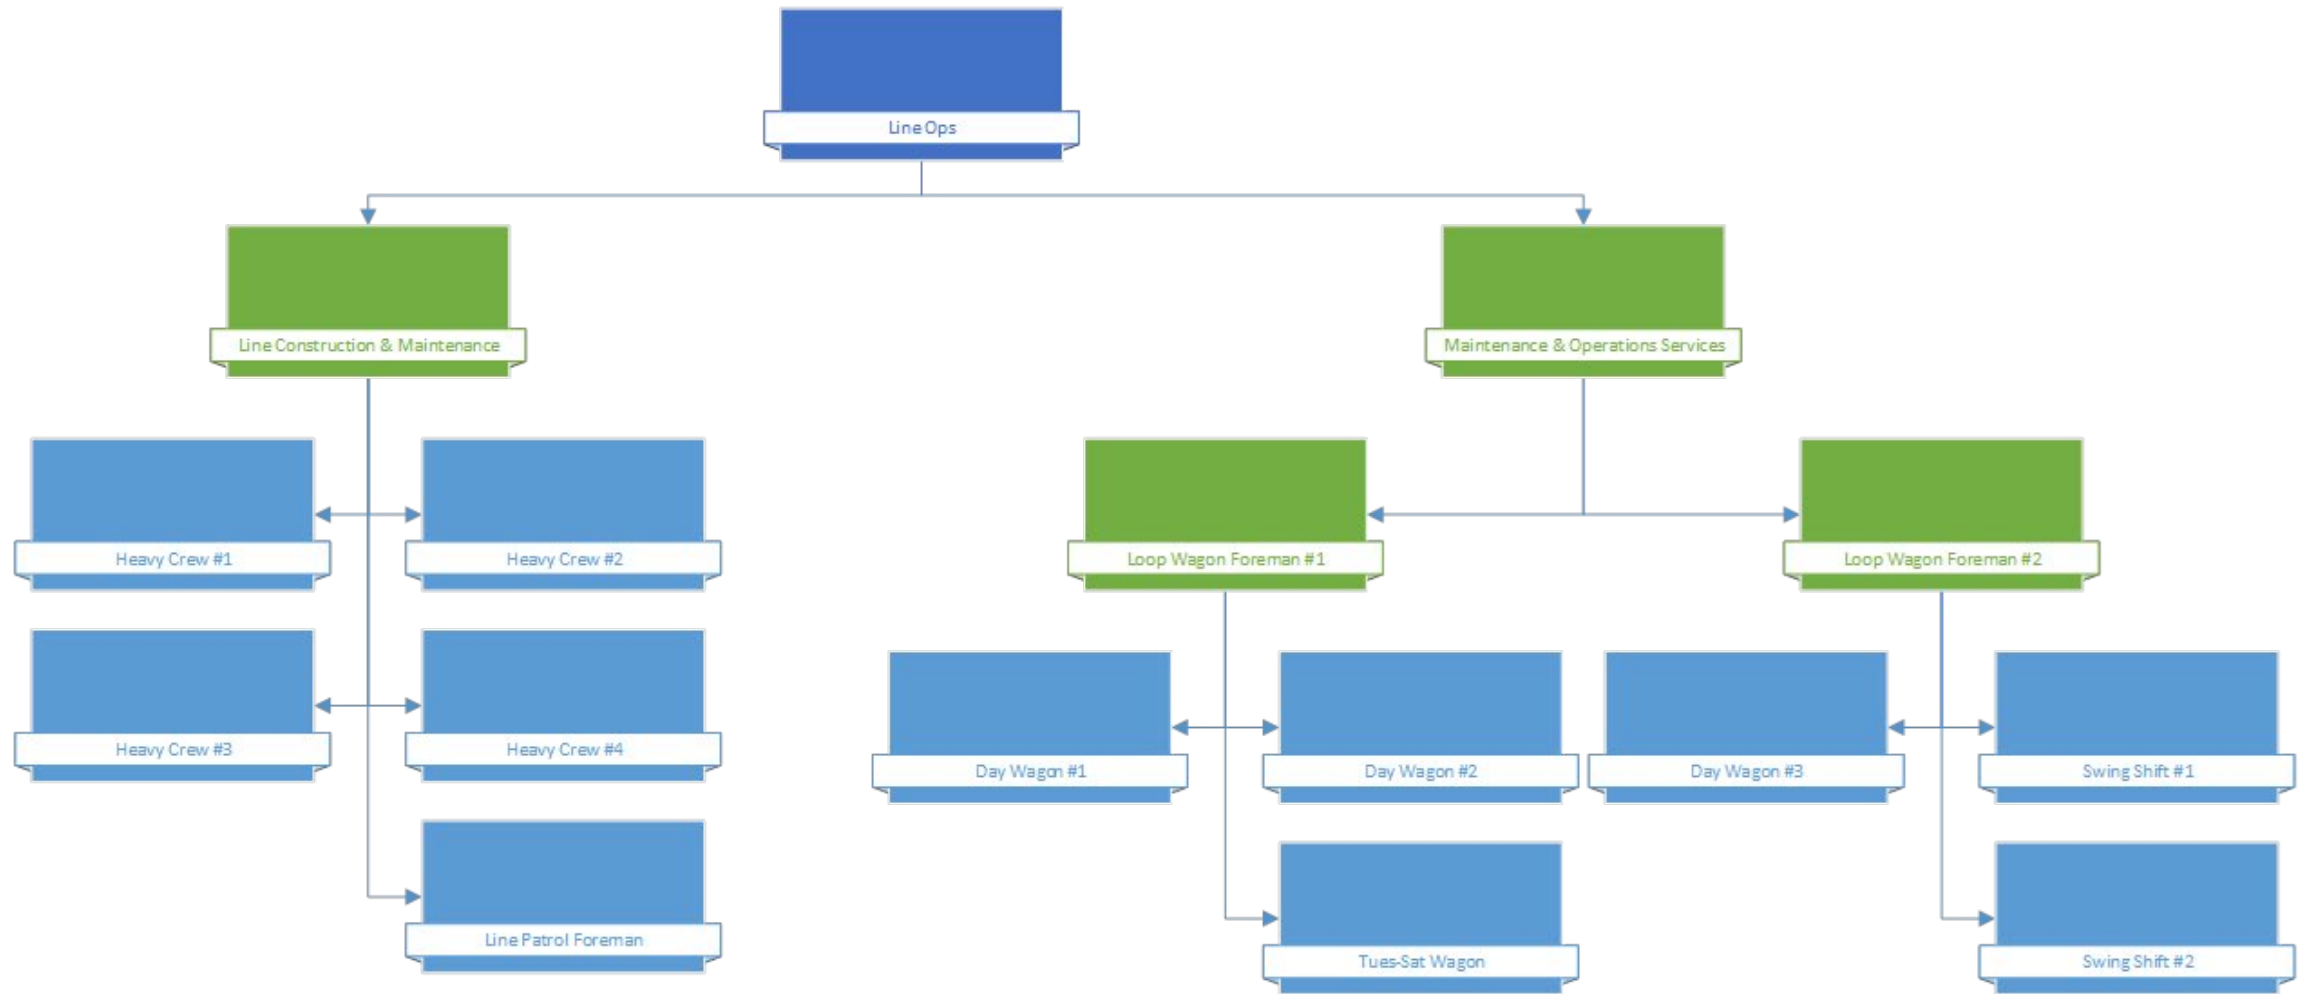 Line Ops
Line Construction & Maintenance
Maintenance & Operations Services
Heavy Crew #1
Heavy Crew #2
Loop Wagon Foreman #1
Loop Wagon Foreman #2
Heavy Crew #3
Heavy Crew #4
Day Wagon #1
Day Wagon #2
Day Wagon #3
Swing Shift #1
Line Patrol Foreman
Tues-Sat Wagon
Swing Shift #2